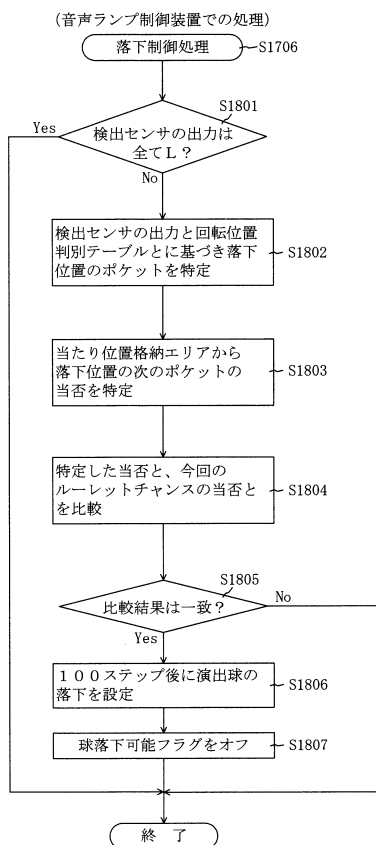 （音声ランプ制御装置での処理）
落下制御処理
S1706
S1801
Yes
検出センサの出力は
全てＬ？
No
検出センサの出力と回転位置
判別テーブルとに基づき落下
位置のポケットを特定
S1802
当たり位置格納エリアから
落下位置の次のポケットの
当否を特定
S1803
特定した当否と、今回の
ルーレットチャンスの当否と
を比較
S1804
S1805
比較結果は一致？
No
Yes
１００ステップ後に演出球の
落下を設定
S1806
球落下可能フラグをオフ
S1807
終 了